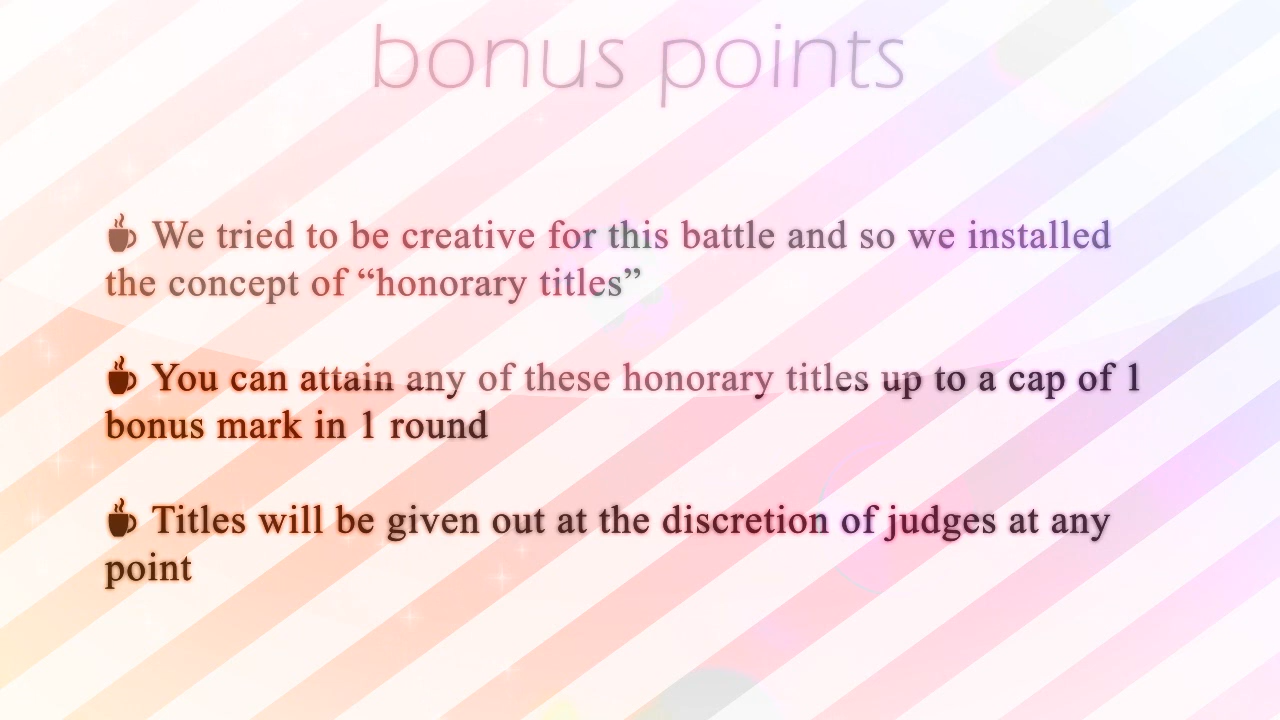 bonus points
We tried to be creative for this battle and so we installed
the concept of “honorary titles”
You can attain any of these honorary titles up to a cap of 1
bonus mark in 1 round
Titles will be given out at the discretion of judges at any
point